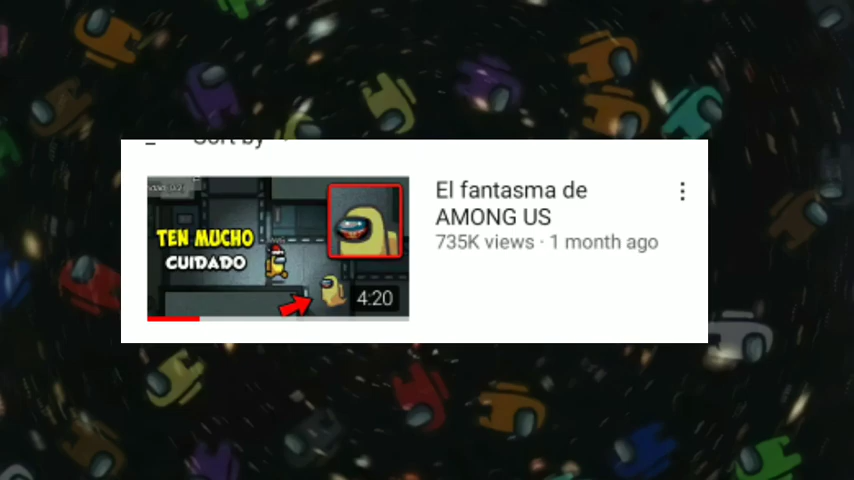 Sort by
TEN MUCHO
CUIDADO
4:20
El fantasma de
AMONG US
735K views · 1 month ago